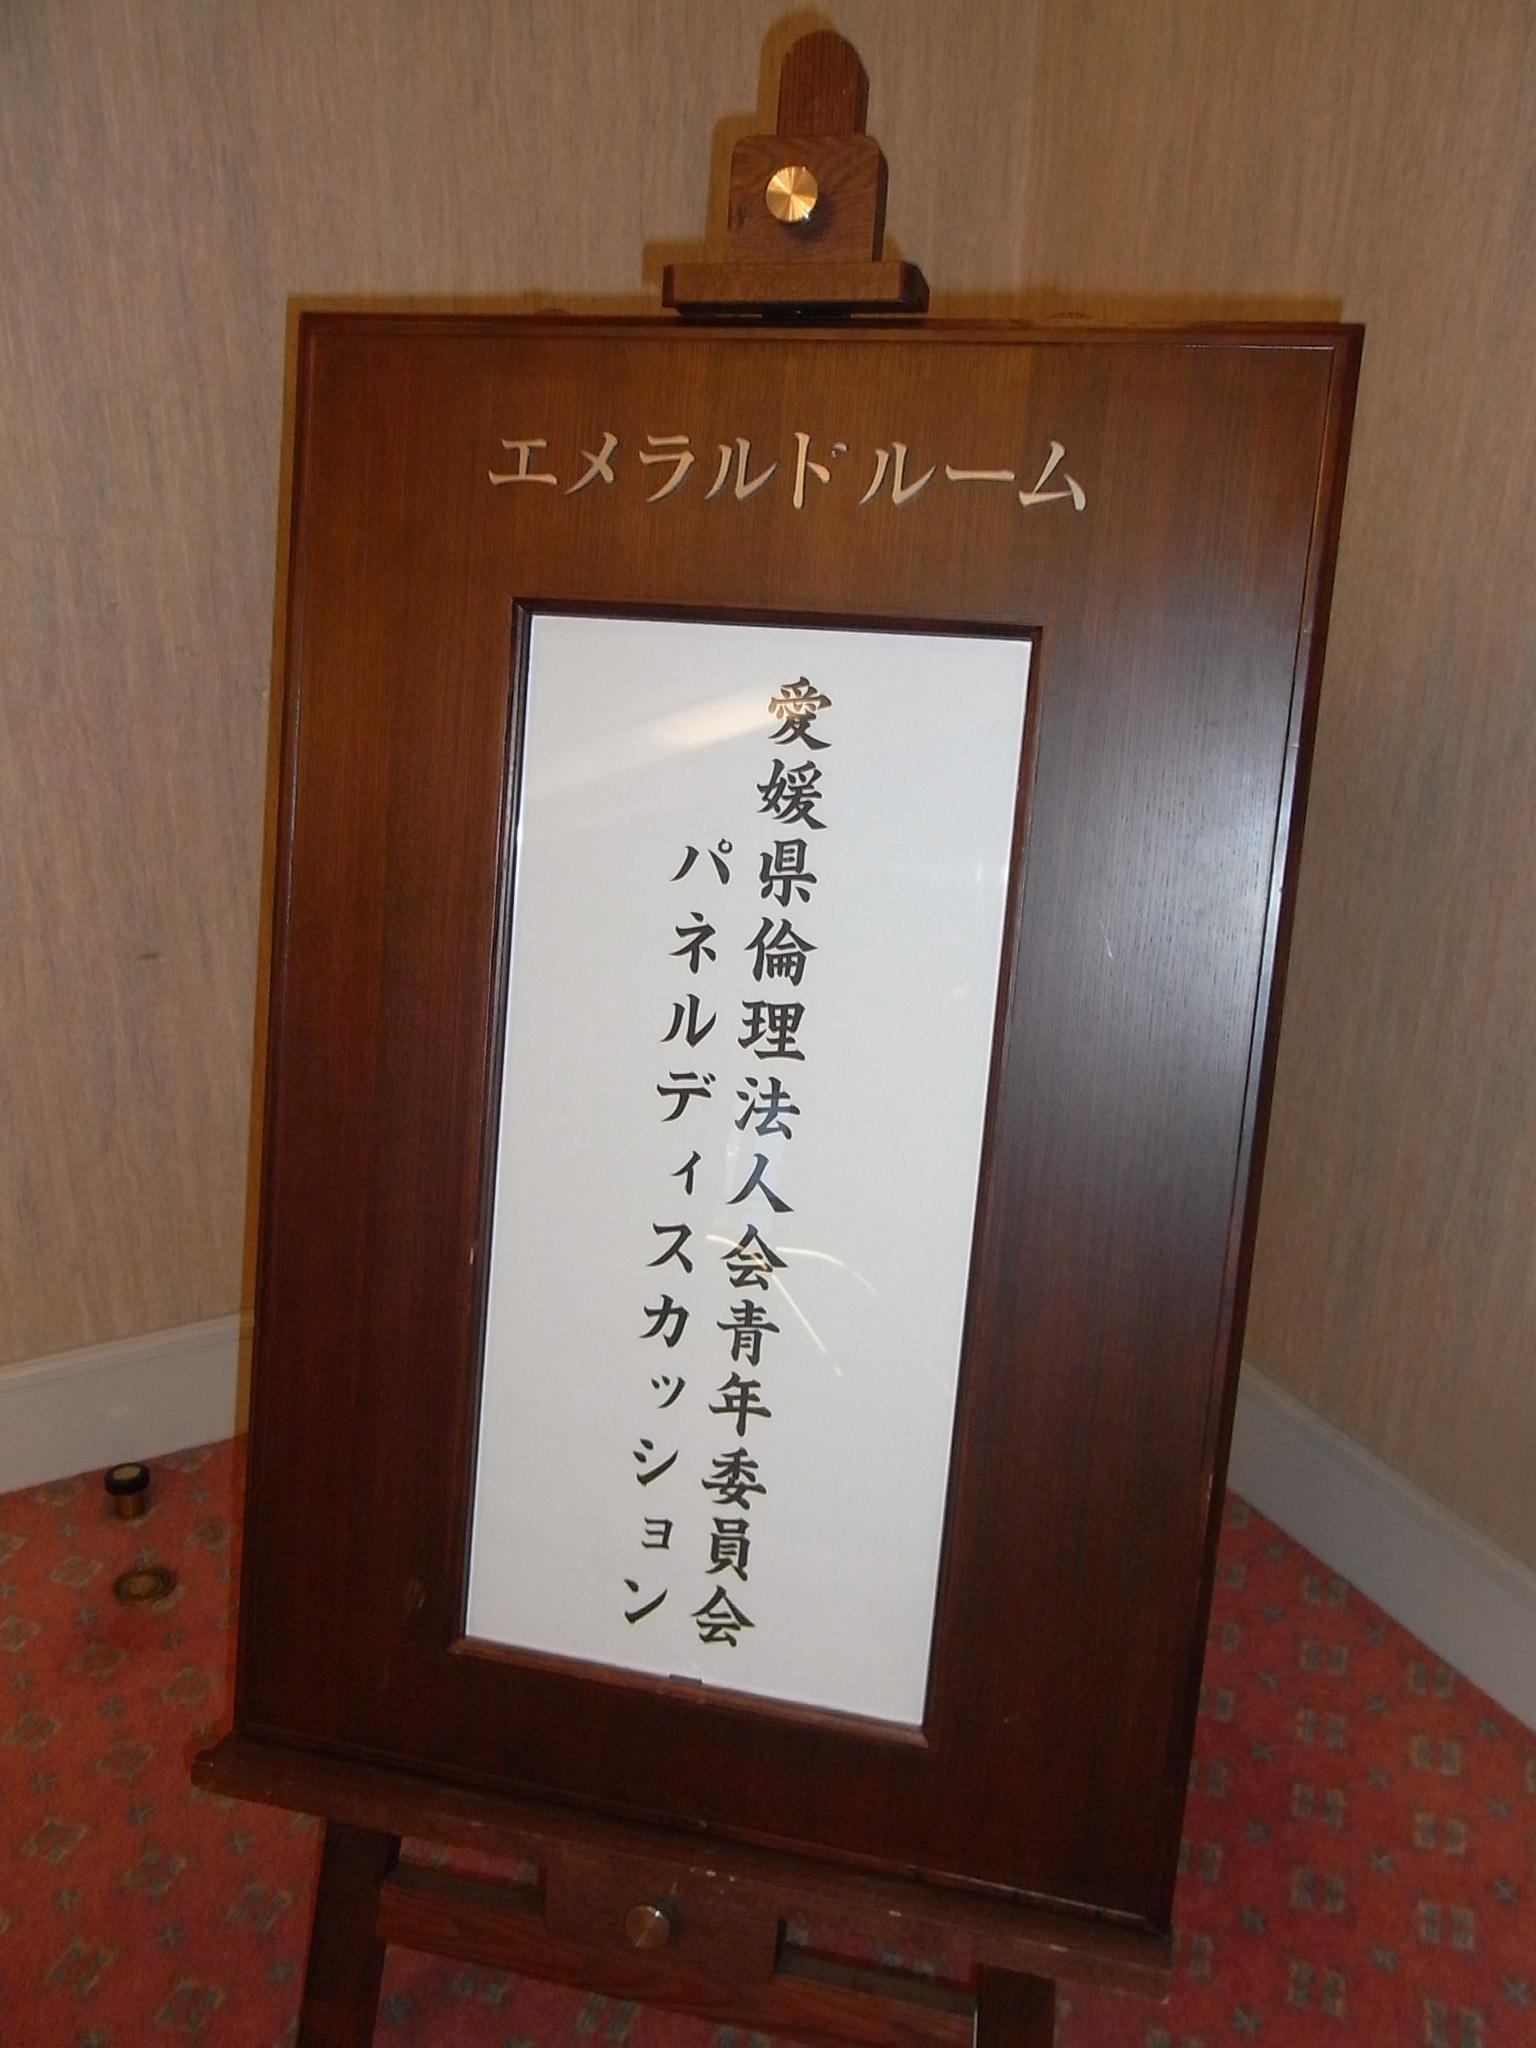 エメラルドルーム
愛媛県倫理法人会青年委員会
パネルディスカッション